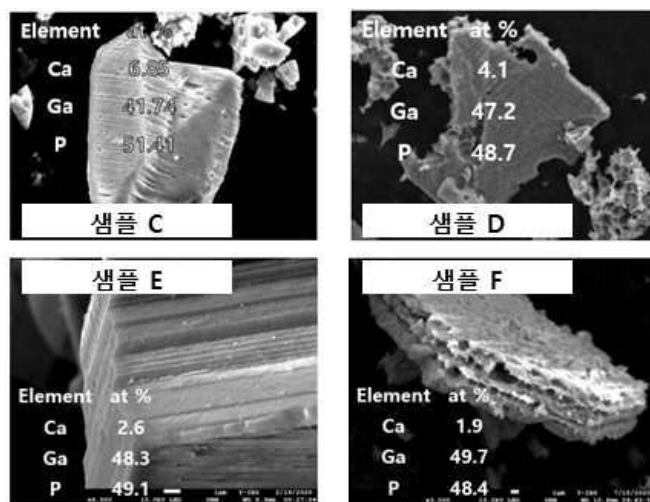 Element at %
Ca 6.85
Ga 41.74
P 51.41
샘플 C
Element at %
Ca 4.1
Ga 47.2
P 48.7
샘플 D
샘플 E
Element at %
Ca 2.6
Ga 48.3
P 49.1
샘플 F
Element at %
Ca 1.9
Ga 49.7
P 48.4